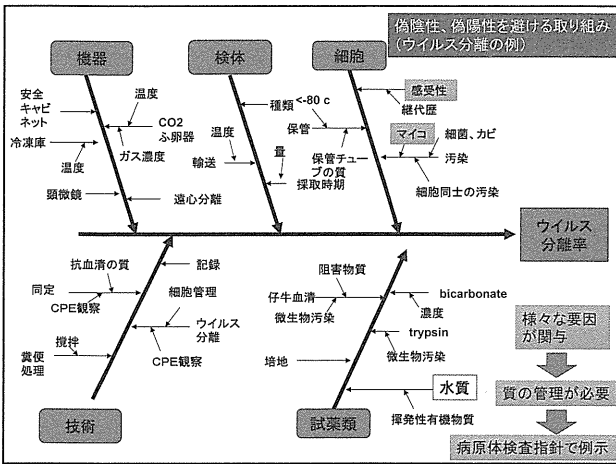 偽陰性、偽陽性を避ける取り組み
(ウイルス分離の例)
機器
検体
細胞
安全
キャビ
ネット
温度
CO2
ふ卵器
冷凍庫
温度
ガス濃度
顕微鏡
遠心分離
種類
温度
輸送
量
採取時期
<-80 c
保管
保管チュー
ブの質
感受性
継代歴
マイコ
細菌、カビ
汚染
細胞同士の汚染
ウイルス
分離率
抗血清の質
記録
同定
CPE観察
細胞管理
ウイルス
分離
撹拌
CPE観察
糞便
処理
技術
阻害物質
仔牛血清
微生物汚染
bicarbonate
濃度
trypsin
微生物汚染
培地
水質
揮発性有機物質
試薬類
様々な要因
が関与
質の管理が必要
病原体検査指針で例示